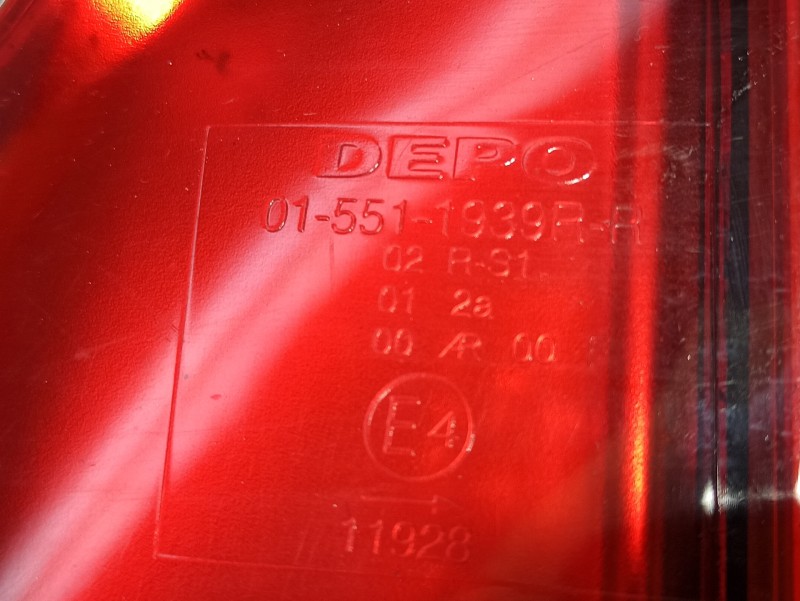 DEPO
01-551-1939R-R
02 R-S1
01 2a
00 AR 00
E4
11928